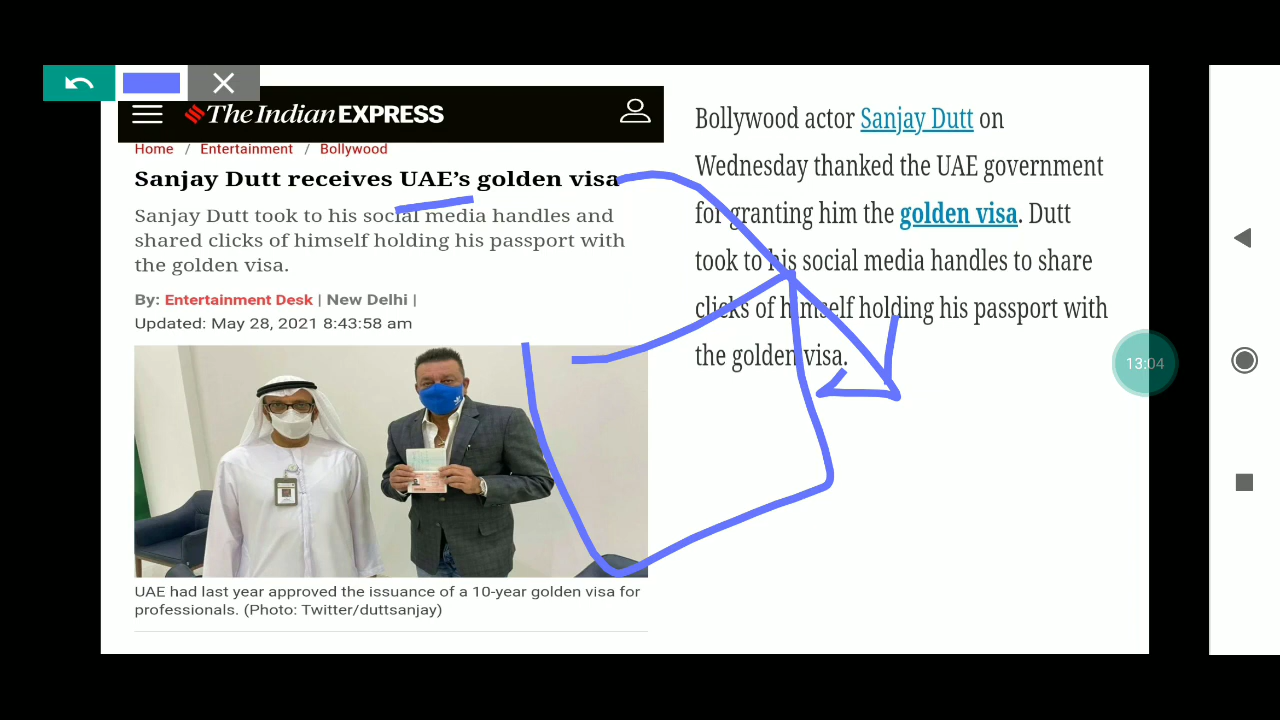 The Indian EXPRESS
Home / Entertainment / Bollywood
Sanjay Dutt receives UAE's golden visa
Sanjay Dutt took to his social media handles and
shared clicks of himself holding his passport with
the golden visa.
By: Entertainment Desk | New Delhi |
Updated: May 28, 2021 8:43:58 am
UAE had last year approved the issuance of a 10-year golden visa for
professionals. (Photo: Twitter/duttsanjay)
Bollywood actor Sanjay Dutt on
Wednesday thanked the UAE government
for granting him the golden visa. Dutt
took to his social media handles to share
clicks of himself holding his passport with
the golden visa.
13:04